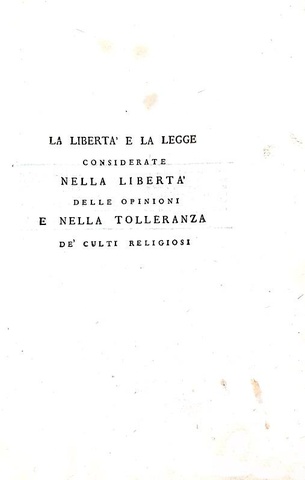 LA LIBERTA' E LA LEGGE
CONSIDERATE
NELLA LIBERTA'
DELLE OPINIONI
E NELLA TOLLERANZA
DE' CULTI RELIGIOSI